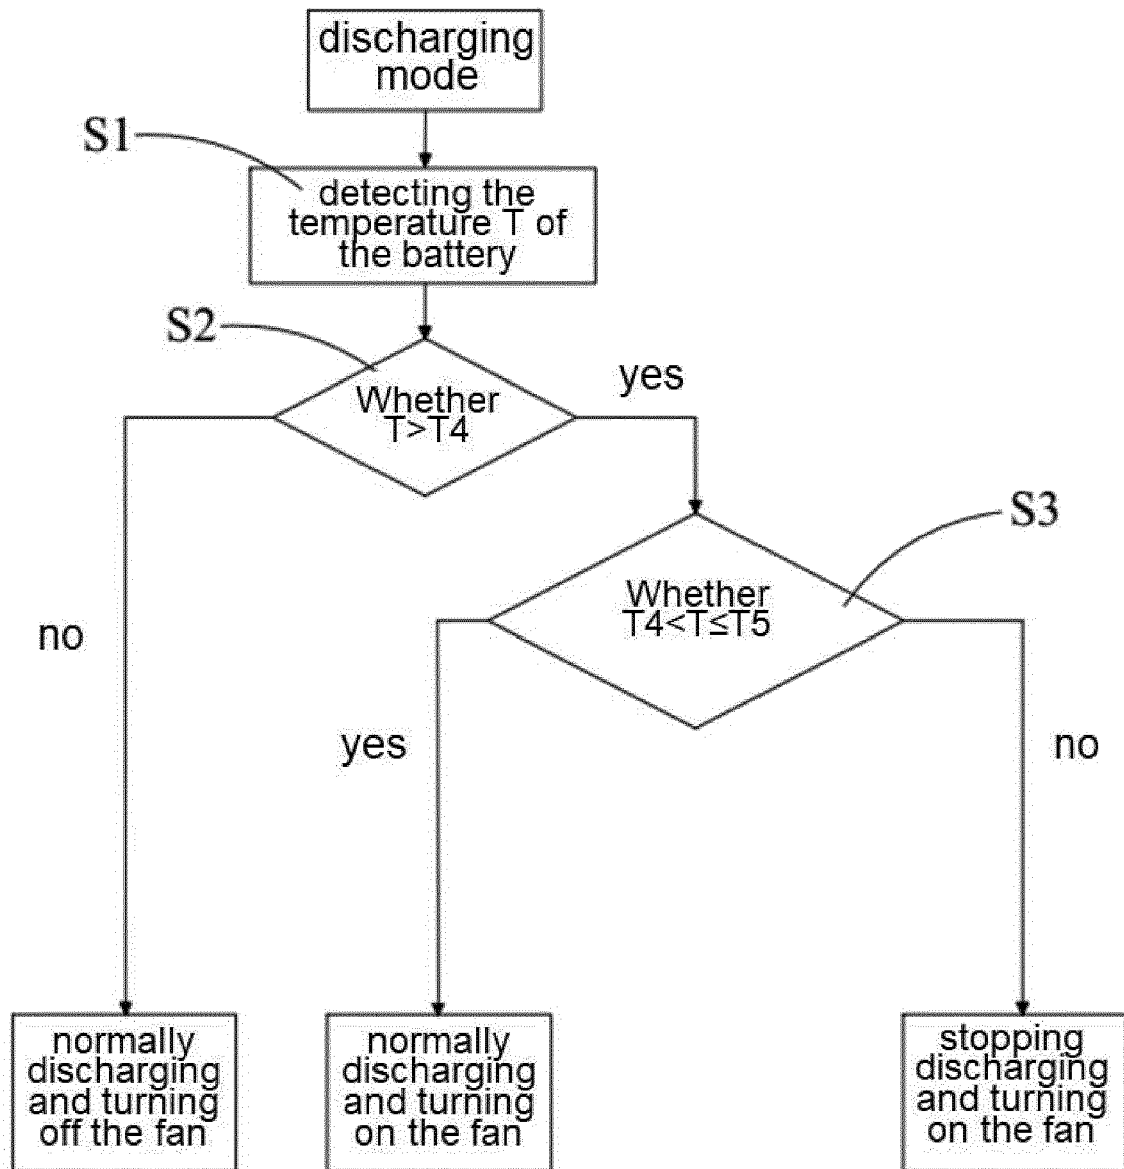 discharging
mode
S1
detecting the
temperature T of
the battery
S2
Whether
T>T4
yes
S3
Whether
T4<T≤T5
no
yes
no
normally
discharging
and turning
off the fan
normally
discharging
and turning
on the fan
stopping
discharging
and turning
on the fan